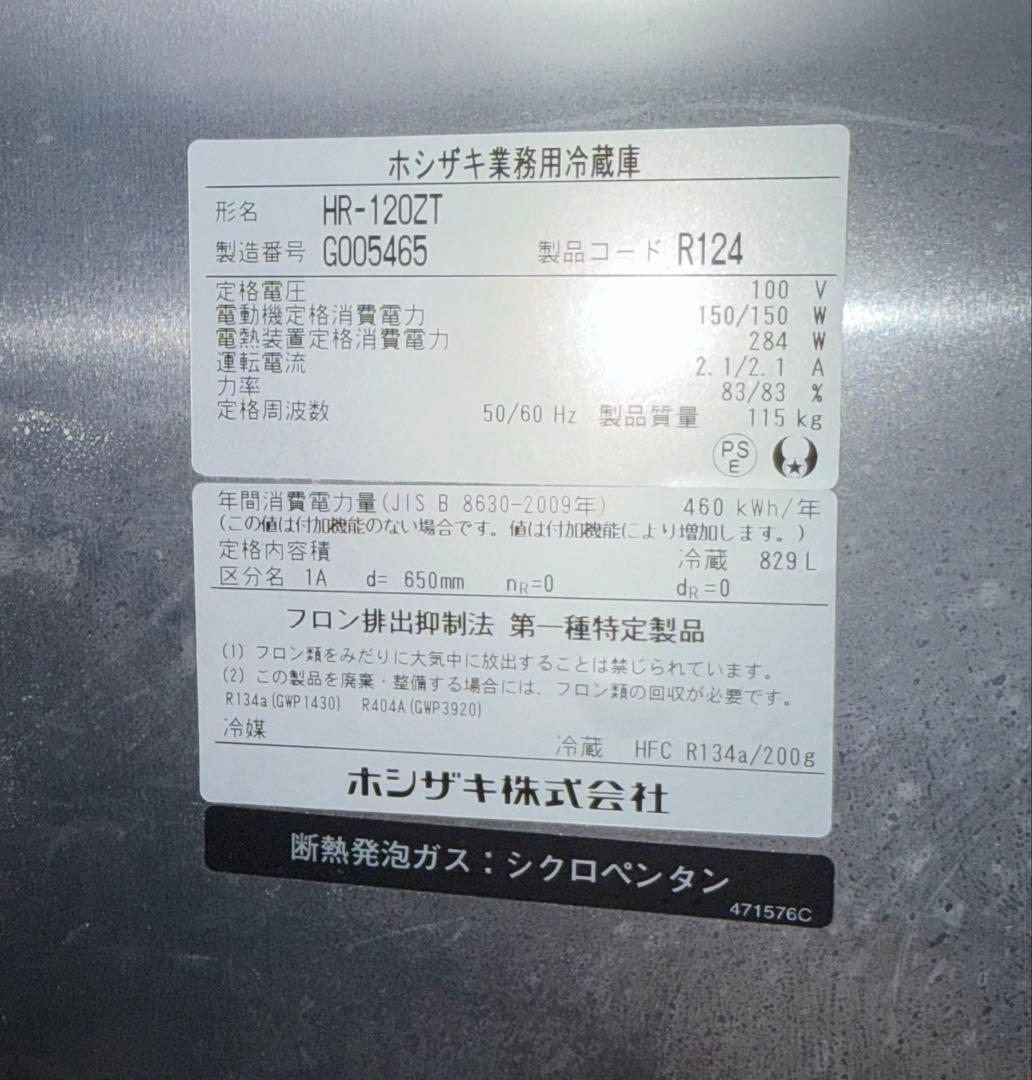 ホシザキ業務用冷蔵庫
形名 HR-120ZT
製造番号 G005465 製品コード R124
定格電圧 100 V
電動機定格消費電力 150/150 W
電熱装置定格消費電力 284 W
運転電流 2.1/2.1 A
力率 83/83 %
定格周波数 50/60 Hz 製品質量 115 kg
PS
E
年間消費電力量(JIS B 8630-2009年) 460 kWh/年
(この値は付加機能のない場合です。値は付加機能により増加します。)
定格内容積 冷蔵 829 L
区分名 1A d= 650mm nR=0 dR=0
フロン排出抑制法 第一種特定製品
(1) フロン類をみだりに大気中に放出することは禁じられています。
(2) この製品を廃棄・整備する場合には、フロン類の回収が必要です。
R134a(GWP1430) R404A(GWP3920)
冷媒
冷蔵 HFC R134a/200g
ホシザキ株式会社
断熱発泡ガス:シクロペンタン
471576C